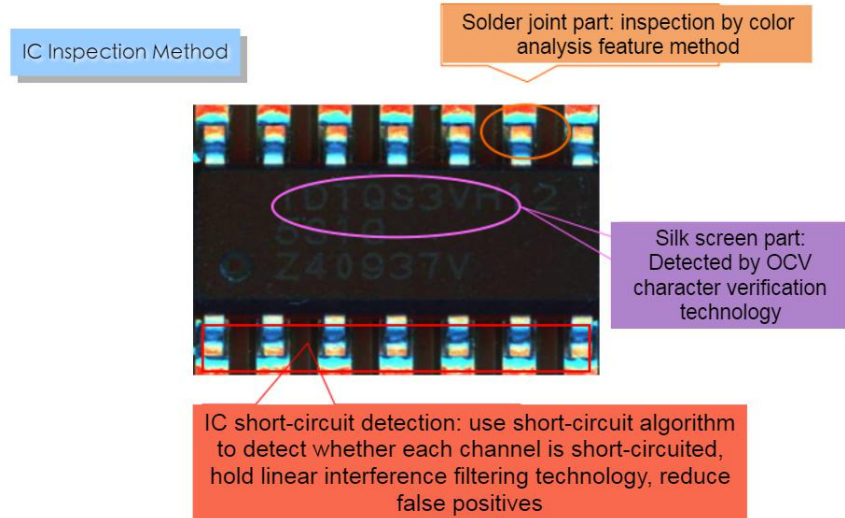 Solder joint part: inspection by color
analysis feature method
IC Inspection Method
IDTQS3VH12
5S1Q
Z40937V
Silk screen part:
Detected by OCV
character verification
technology
IC short-circuit detection: use short-circuit algorithm
to detect whether each channel is short-circuited,
hold linear interference filtering technology, reduce
false positives